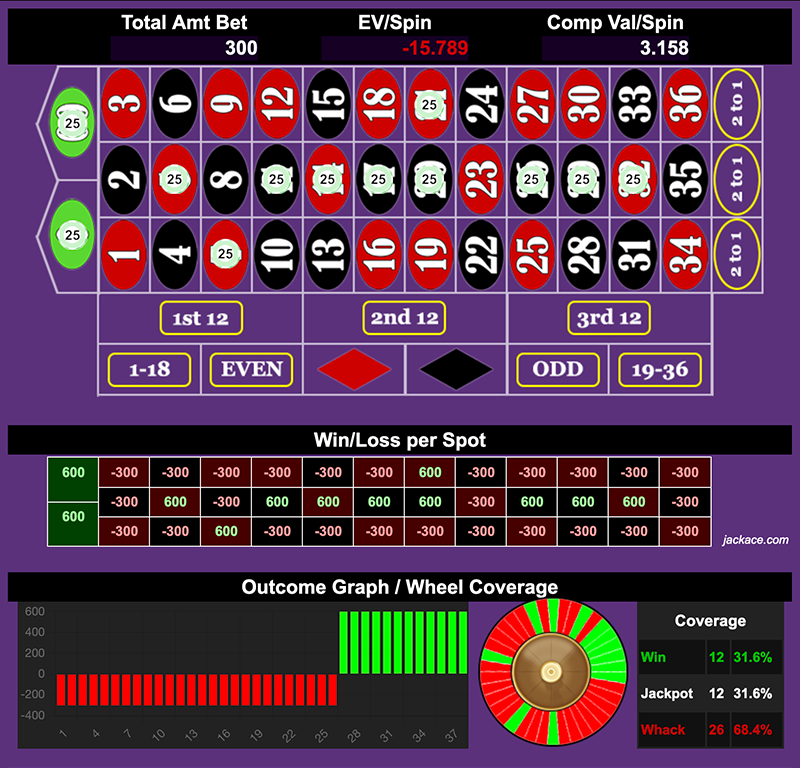 Total Amt Bet EV/Spin Comp Val/Spin
300 -15.789 3.158
3 6 9 12 15 18 25 24 27 30 33 36 2 to 1
25
2 25 8 25 25 25 25 23 25 25 25 35 2 to 1
25
1 4 25 10 13 16 19 22 25 28 31 34 2 to 1
1st 12 2nd 12 3rd 12
1-18 EVEN ODD 19-36
Win/Loss per Spot
600 -300 -300 -300 -300 -300 -300 600 -300 -300 -300 -300 -300
-300 600 -300 600 600 600 600 -300 600 600 600 -300
600 -300 -300 600 -300 -300 -300 -300 -300 -300 -300 -300 -300
jackace.com
Outcome Graph / Wheel Coverage
600
400
200
0
-200
-400
1 4 7 10 13 16 19 22 25 28 31 34 37
Coverage
Win 12 31.6%
Jackpot 12 31.6%
Whack 26 68.4%